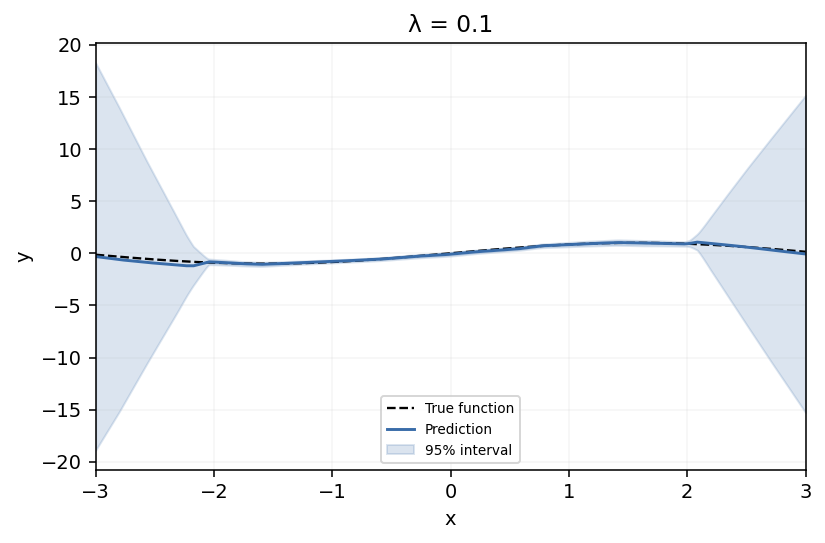 λ = 0.1
20
15
10
5
0
−5
−10
−15
−20
y
True function
Prediction
95% interval
−3 −2 −1 0 1 2 3
x